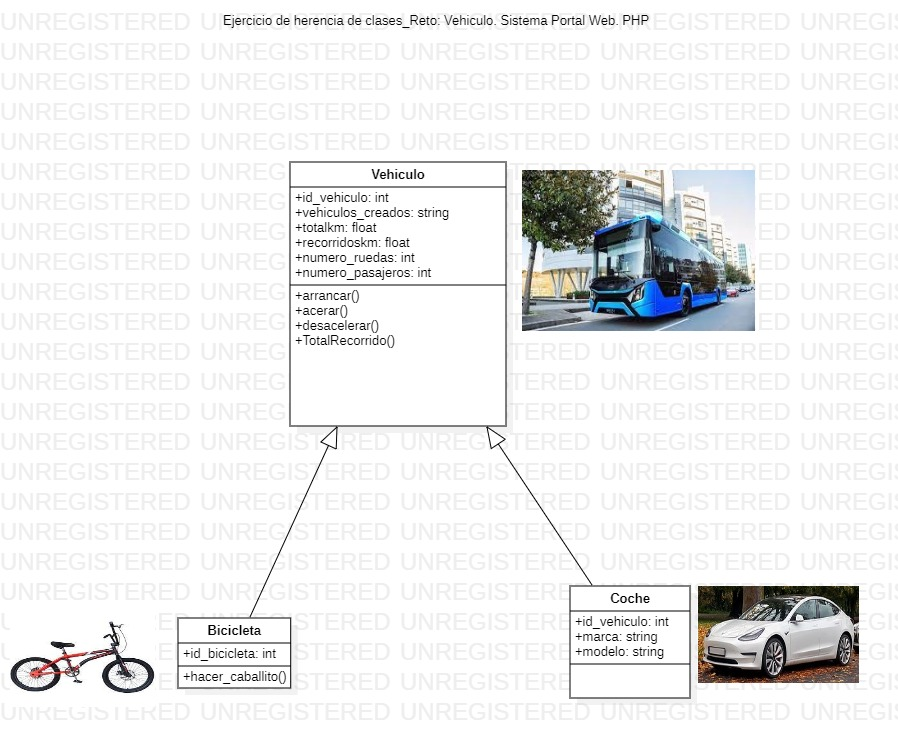 Ejercicio de herencia de clases_Reto: Vehiculo. Sistema Portal Web. PHP
Vehiculo
+id_vehiculo: int
+vehiculos_creados: string
+totalkm: float
+recorridoskm: float
+numero_ruedas: int
+numero_pasajeros: int
+arrancar()
+acerar()
+desacelerar()
+TotalRecorrido()
Bicicleta
+id_bicicleta: int
+hacer_caballito()
Coche
+id_vehiculo: int
+marca: string
+modelo: string
UNREGISTERED